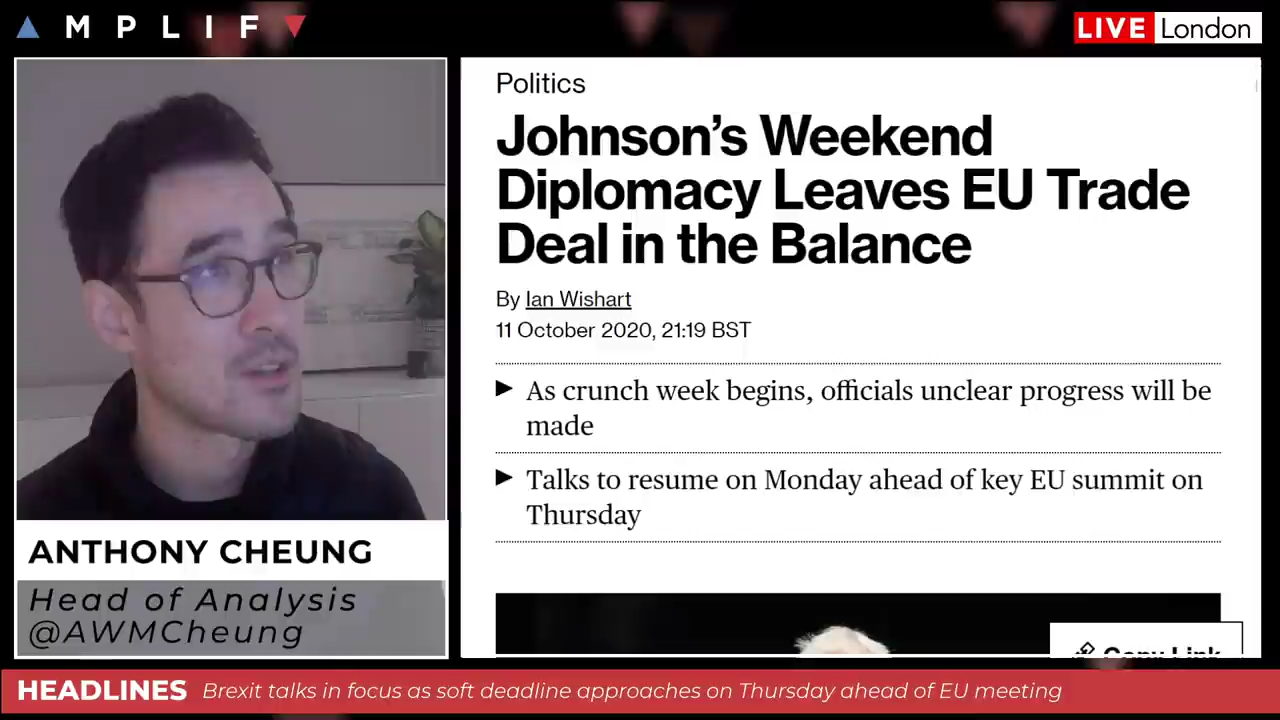 AMPLIFY
LIVE London
Politics
Johnson's Weekend
Diplomacy Leaves EU Trade
Deal in the Balance
By Ian Wishart
11 October 2020, 21:19 BST
► As crunch week begins, officials unclear progress will be
made
► Talks to resume on Monday ahead of key EU summit on
Thursday
Copy Link
ANTHONY CHEUNG
Head of Analysis
@AWMCheung
HEADLINES Brexit talks in focus as soft deadline approaches on Thursday ahead of EU meeting